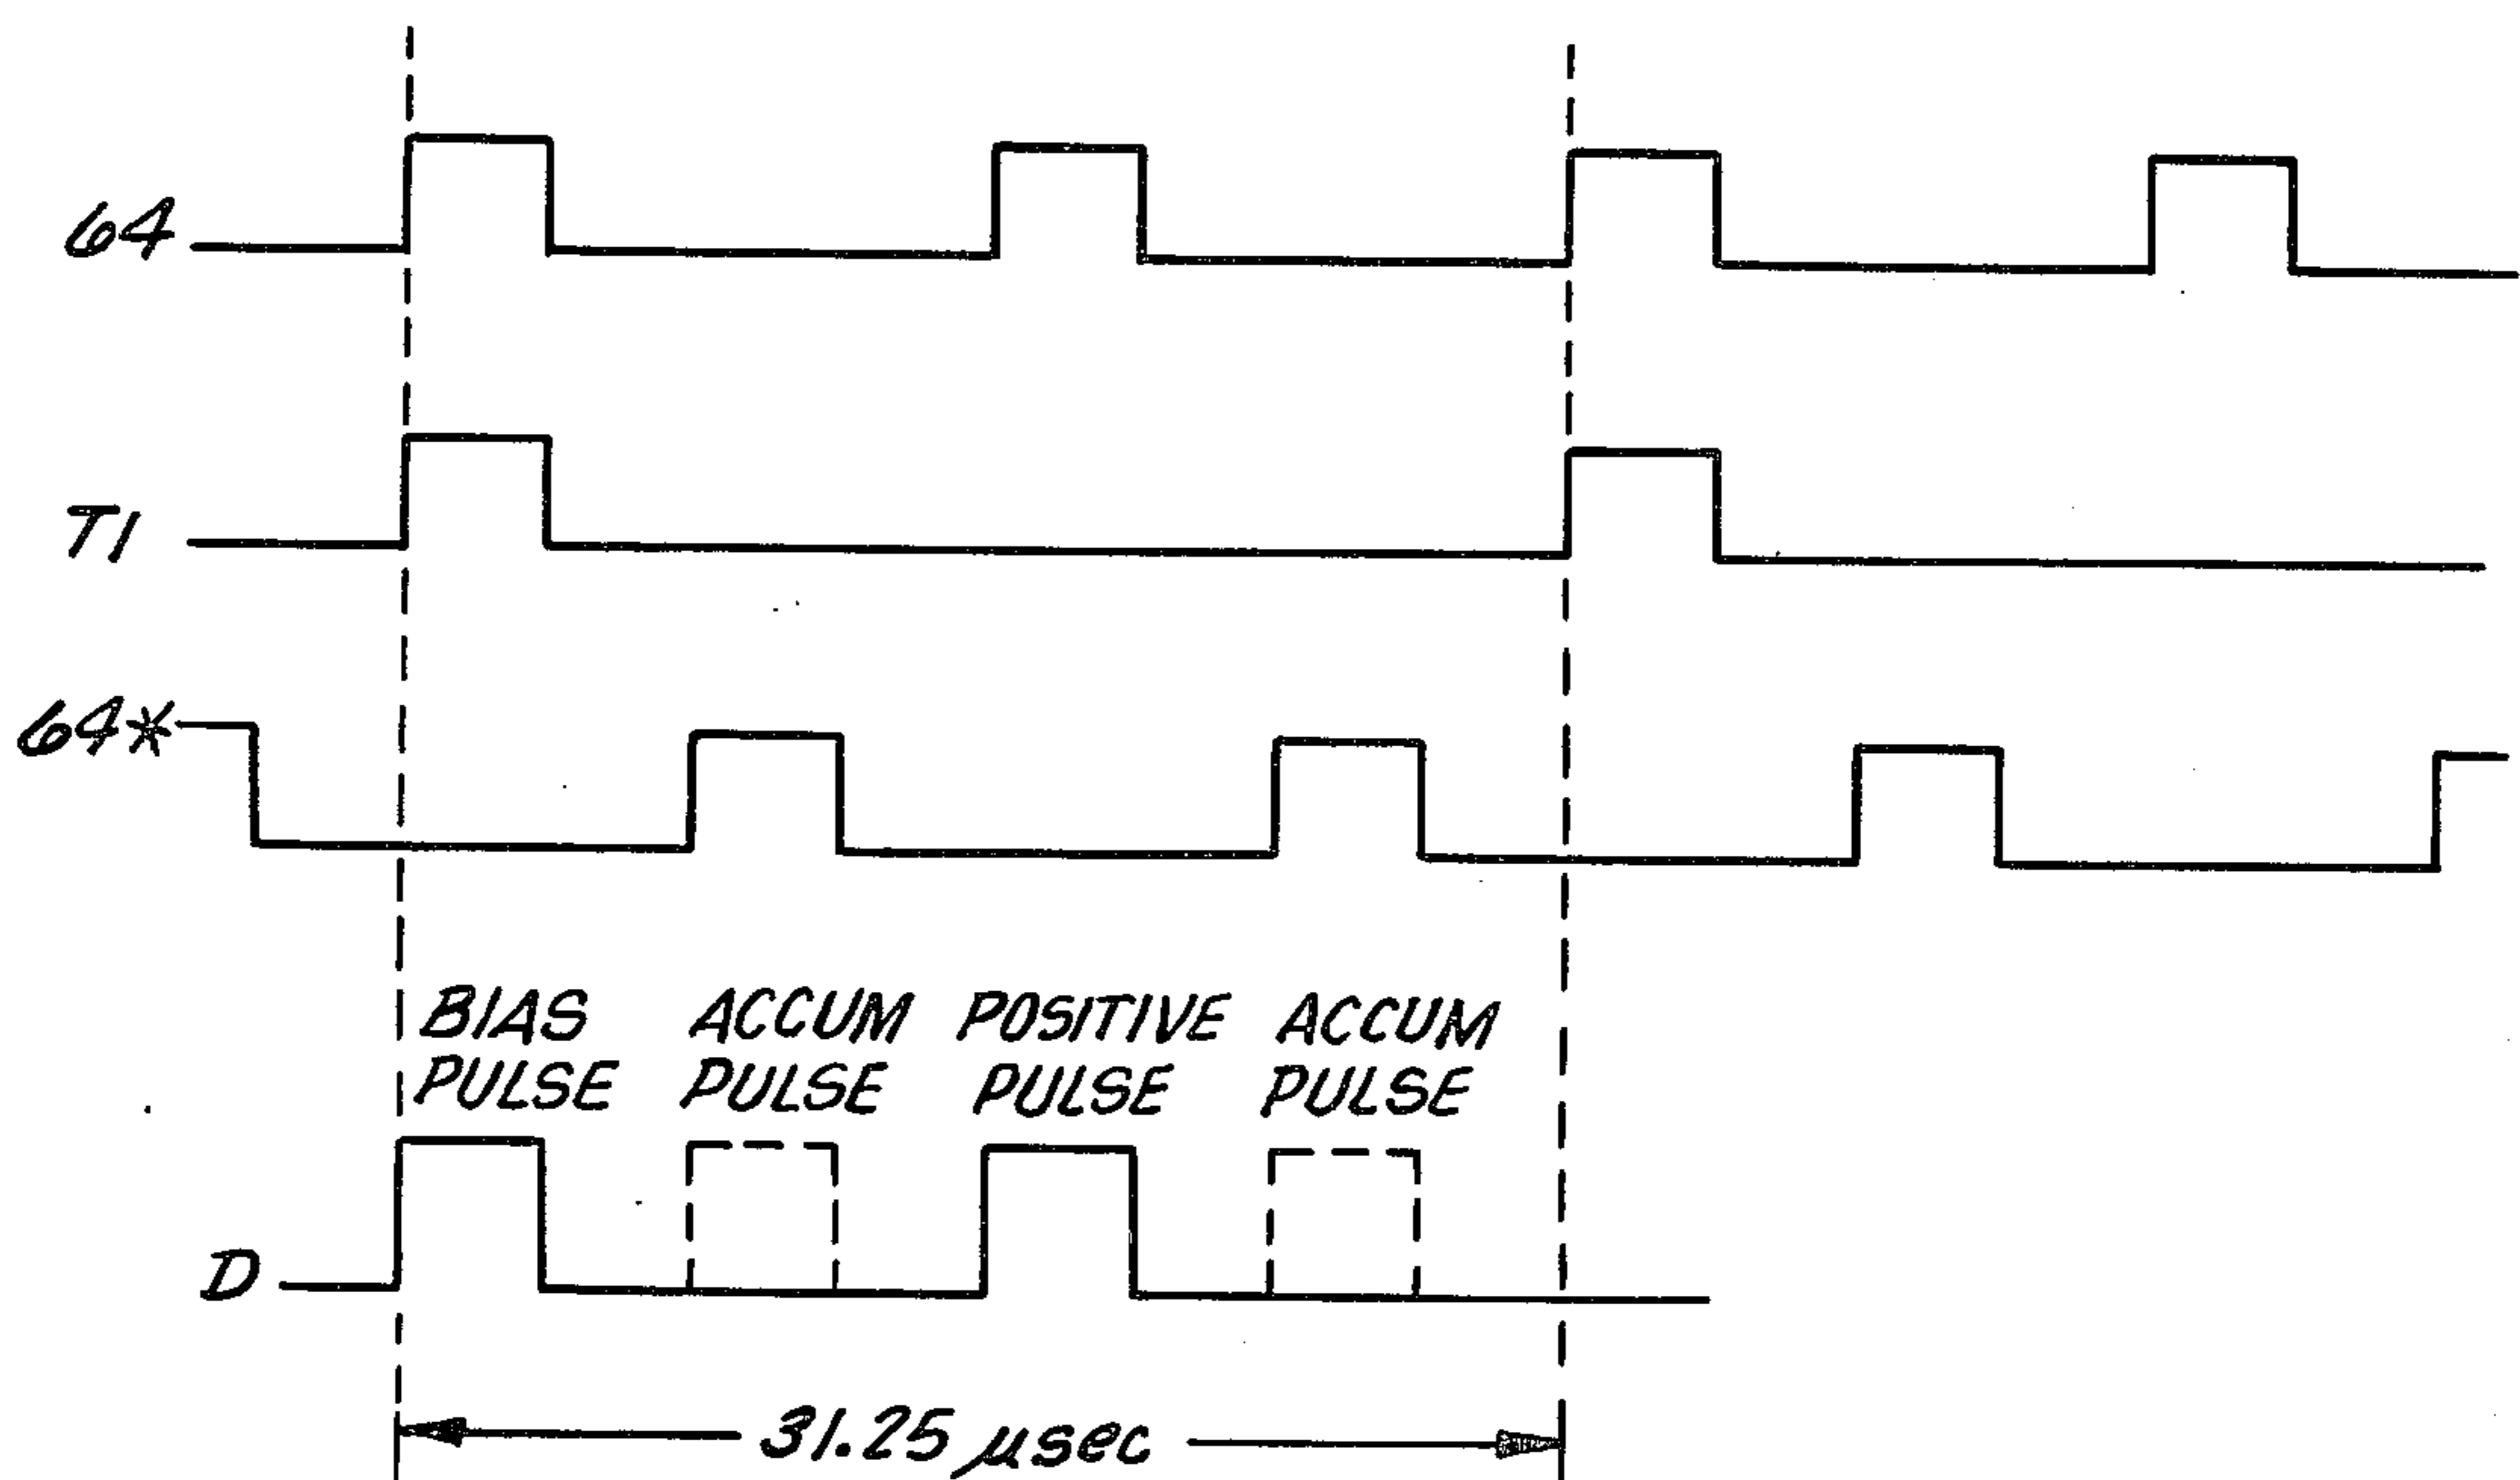 64
T1
64*
BIAS PULSE
ACCUM PULSE
POSITIVE PULSE
ACCUM PULSE
D
31.25 μsec